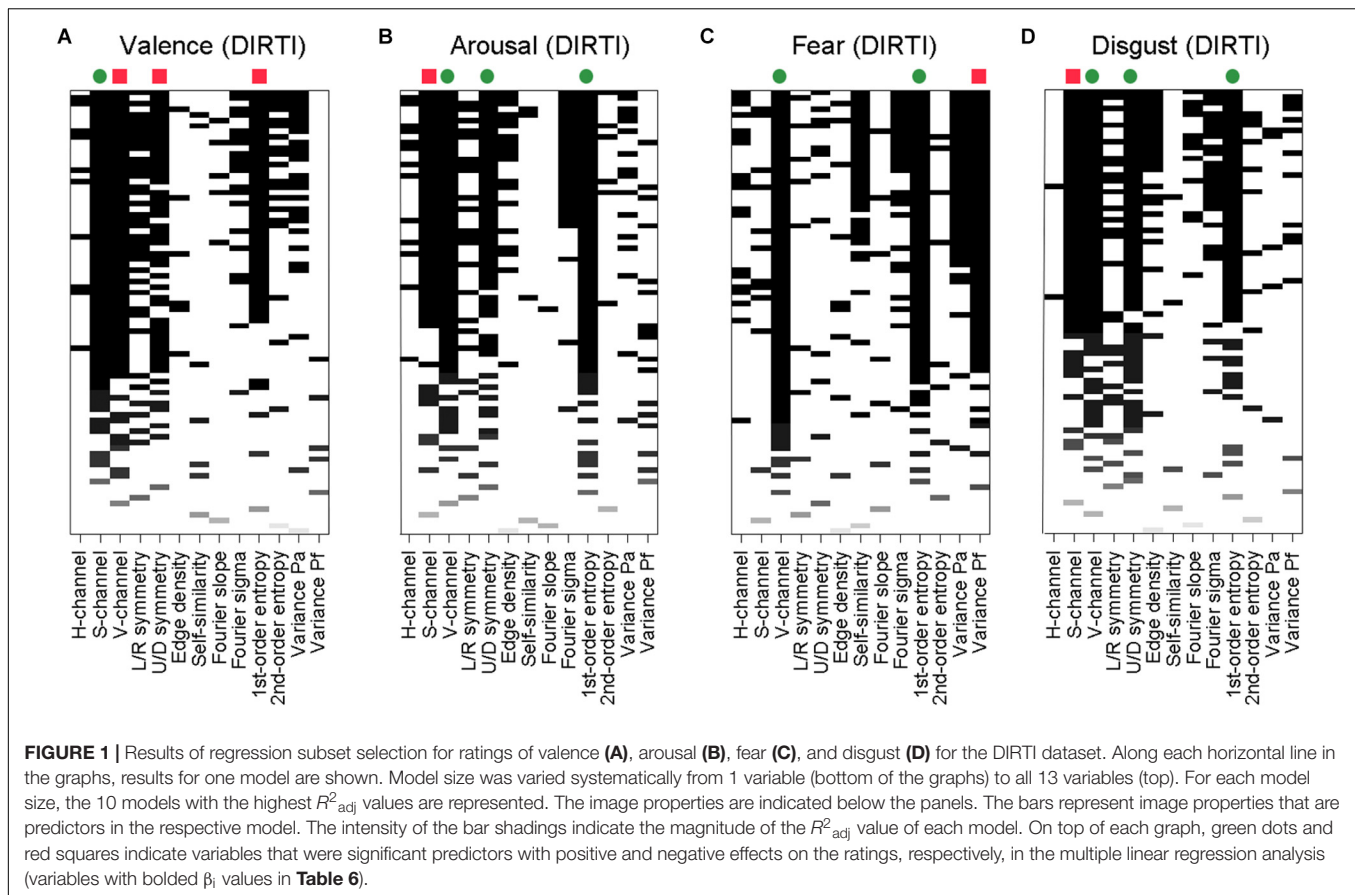 A Valence (DIRTI)
B Arousal (DIRTI)
C Fear (DIRTI)
D Disgust (DIRTI)
H-channel
S-channel
V-channel
L/R symmetry
U/D symmetry
Edge density
Self-similarity
Fourier slope
Fourier sigma
1st-order entropy
2nd-order entropy
Variance Pa
Variance Pf
H-channel
S-channel
V-channel
L/R symmetry
U/D symmetry
Edge density
Self-similarity
Fourier slope
Fourier sigma
1st-order entropy
2nd-order entropy
Variance Pa
Variance Pf
H-channel
S-channel
V-channel
L/R symmetry
U/D symmetry
Edge density
Self-similarity
Fourier slope
Fourier sigma
1st-order entropy
2nd-order entropy
Variance Pa
Variance Pf
H-channel
S-channel
V-channel
L/R symmetry
U/D symmetry
Edge density
Self-similarity
Fourier slope
Fourier sigma
1st-order entropy
2nd-order entropy
Variance Pa
Variance Pf
FIGURE 1 | Results of regression subset selection for ratings of valence (A), arousal (B), fear (C), and disgust (D) for the DIRTI dataset. Along each horizontal line in
the graphs, results for one model are shown. Model size was varied systematically from 1 variable (bottom of the graphs) to all 13 variables (top). For each model
size, the 10 models with the highest R²adj values are represented. The image properties are indicated below the panels. The bars represent image properties that are
predictors in the respective model. The intensity of the bar shadings indicate the magnitude of the R²adj value of each model. On top of each graph, green dots and
red squares indicate variables that were significant predictors with positive and negative effects on the ratings, respectively, in the multiple linear regression analysis
(variables with bolded βi values in Table 6).